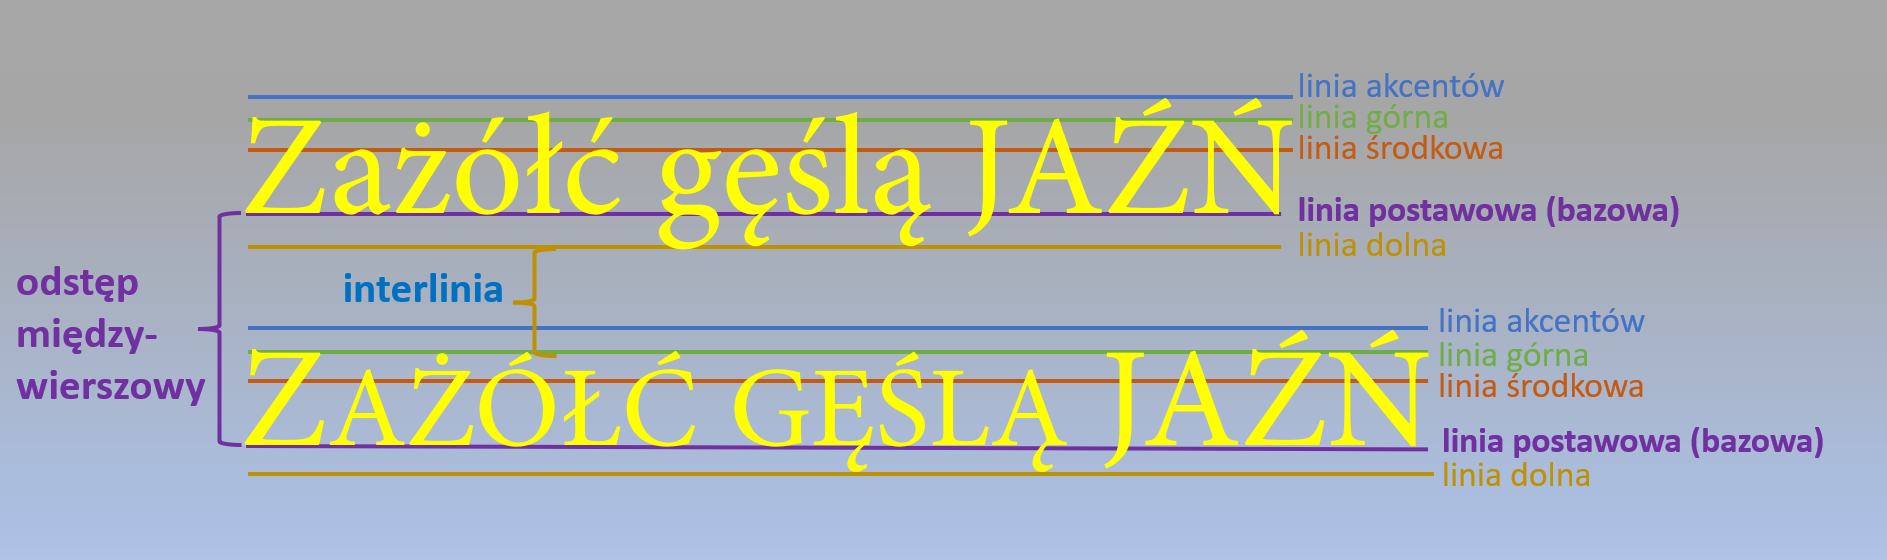 linia akcentów
linia górna
Zażółć gęślą JAŹŃ
linia środkowa
linia postawowa (bazowa)
linia dolna
odstęp
między-
wierszowy
interlinia
linia akcentów
linia górna
ZAŻÓŁĆ GĘŚLĄ JAŹŃ
linia środkowa
linia postawowa (bazowa)
linia dolna